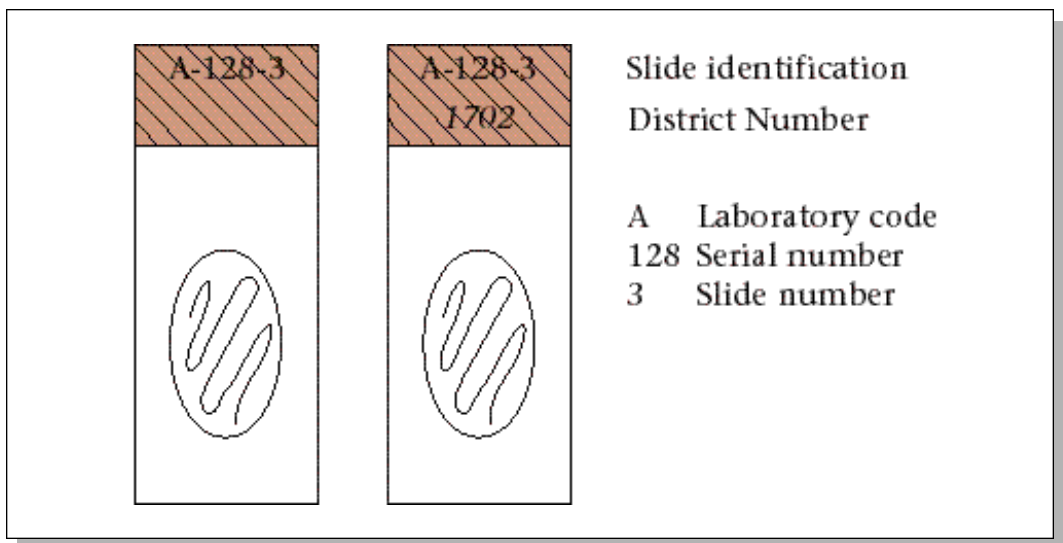 A-128-3
A-128-3
1702
Slide identification
District Number
A Laboratory code
128 Serial number
3 Slide number